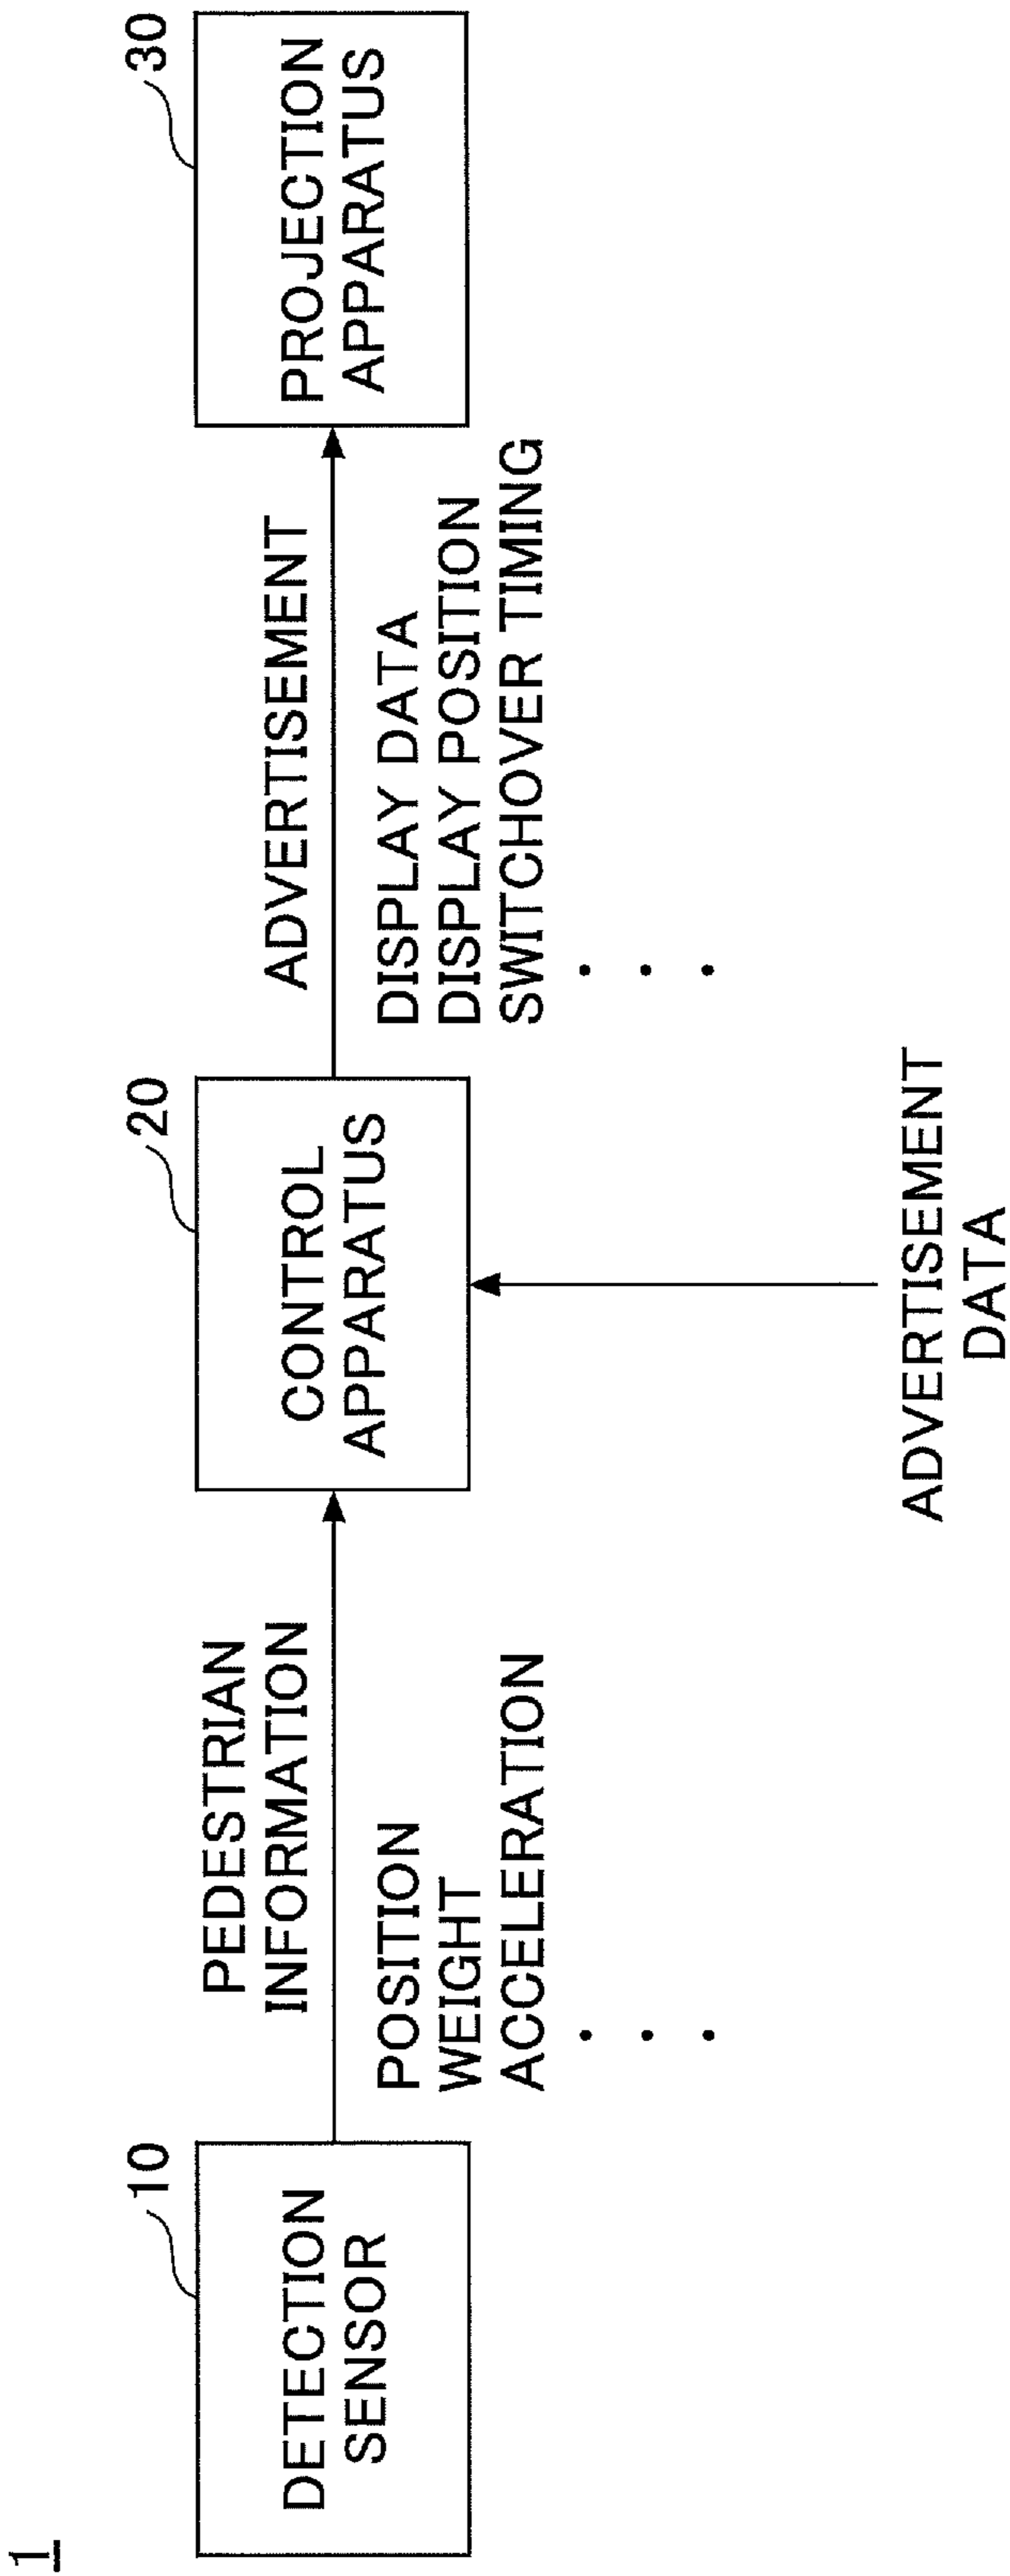 1
10
DETECTION
SENSOR
PEDESTRIAN
INFORMATION
POSITION
WEIGHT
ACCELERATION
. . .
20
CONTROL
APPARATUS
ADVERTISEMENT
DATA
ADVERTISEMENT
DISPLAY DATA
DISPLAY POSITION
SWITCHOVER TIMING
. . .
30
PROJECTION
APPARATUS